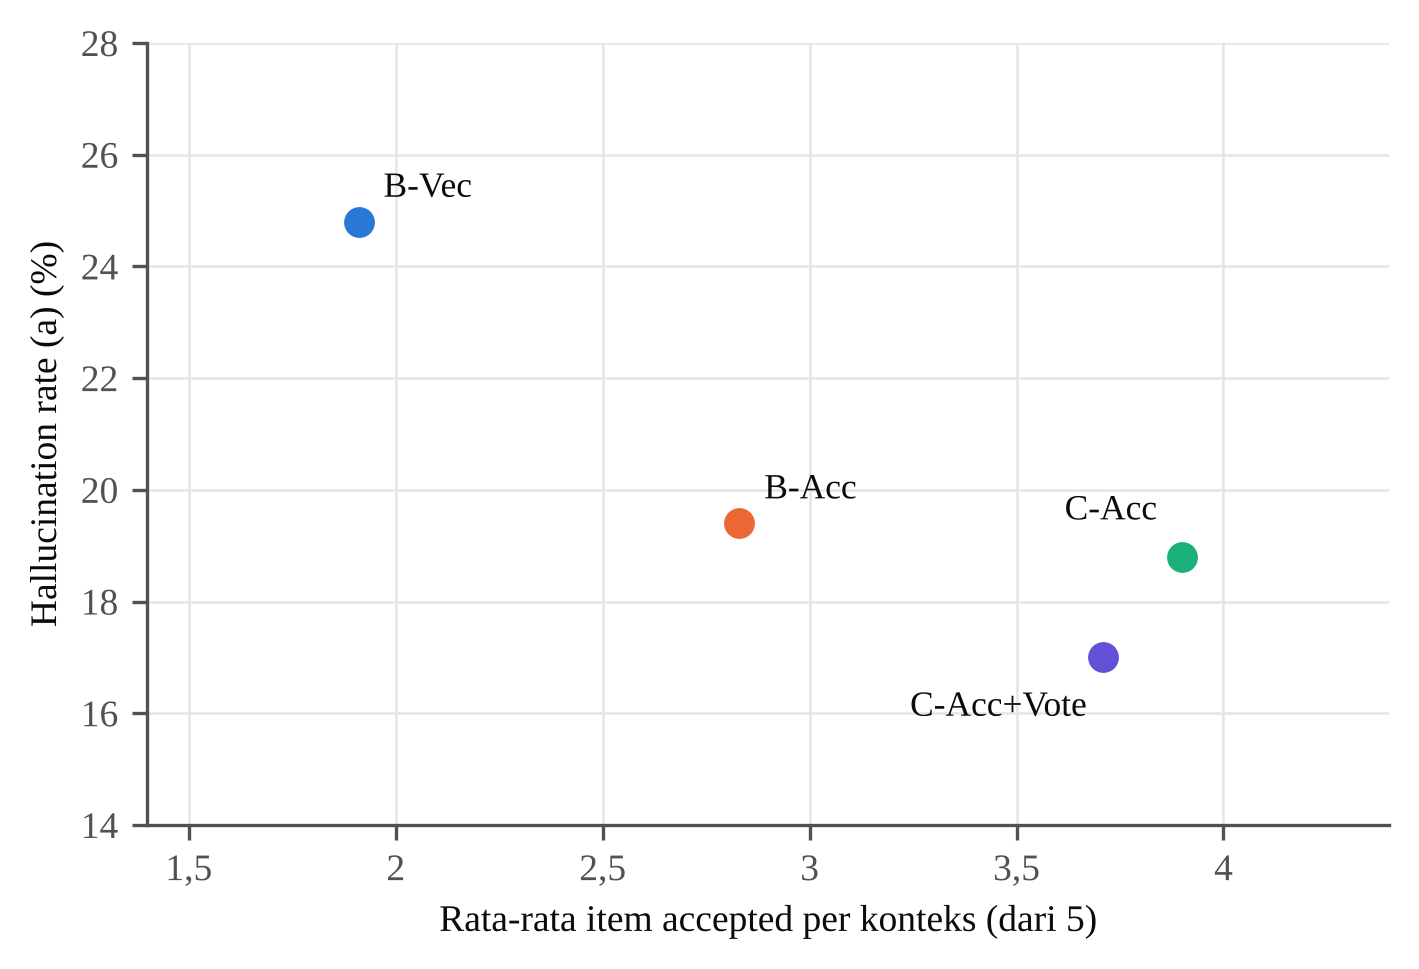 28
26
B-Vec
24
22
20
B-Acc
C-Acc
18
C-Acc+Vote
16
14
Hallucination rate (a) (%)
1,5 2 2,5 3 3,5 4
Rata-rata item accepted per konteks (dari 5)